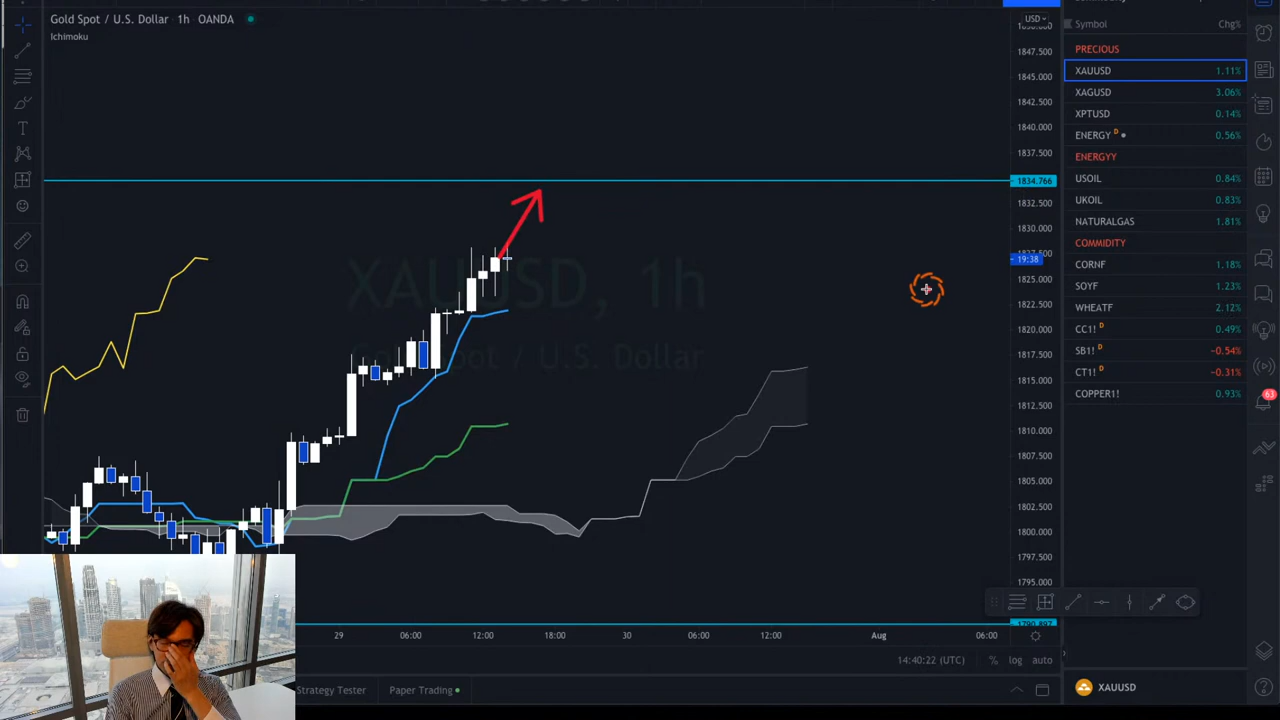 Gold Spot / U.S. Dollar · 1h · OANDA
Ichimoku
USD
1847.500
1845.000
1842.500
1840.000
1837.500
1834.766
1832.500
1830.000
19:38
1825.000
1822.500
1820.000
1817.500
1815.000
1812.500
1810.000
1807.500
1805.000
1802.500
1800.000
1797.500
1795.000
1790.897
XAUUSD, 1h
Gold Spot / U.S. Dollar
29 06:00 12:00 18:00 30 06:00 12:00 Aug 06:00
14:40:22 (UTC) % log auto
Strategy Tester Paper Trading
Symbol Chg%
PRECIOUS
XAUUSD 1.11%
XAGUSD 3.06%
XPTUSD 0.14%
ENERGY D 0.56%
ENERGYY
USOIL 0.84%
UKOIL 0.83%
NATURALGAS 1.81%
COMMIDITY
CORNF 1.18%
SOYF 1.23%
WHEATF 2.12%
CC1! D 0.49%
SB1! D −0.54%
CT1! D −0.31%
COPPER1! 0.93%
63
XAUUSD